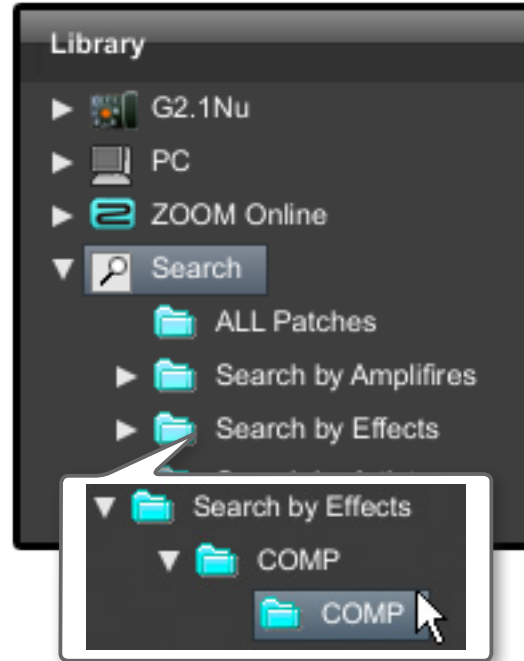 Library
G2.1Nu
PC
ZOOM Online
Search
ALL Patches
Search by Amplifires
Search by Effects
Search by Effects
COMP
COMP